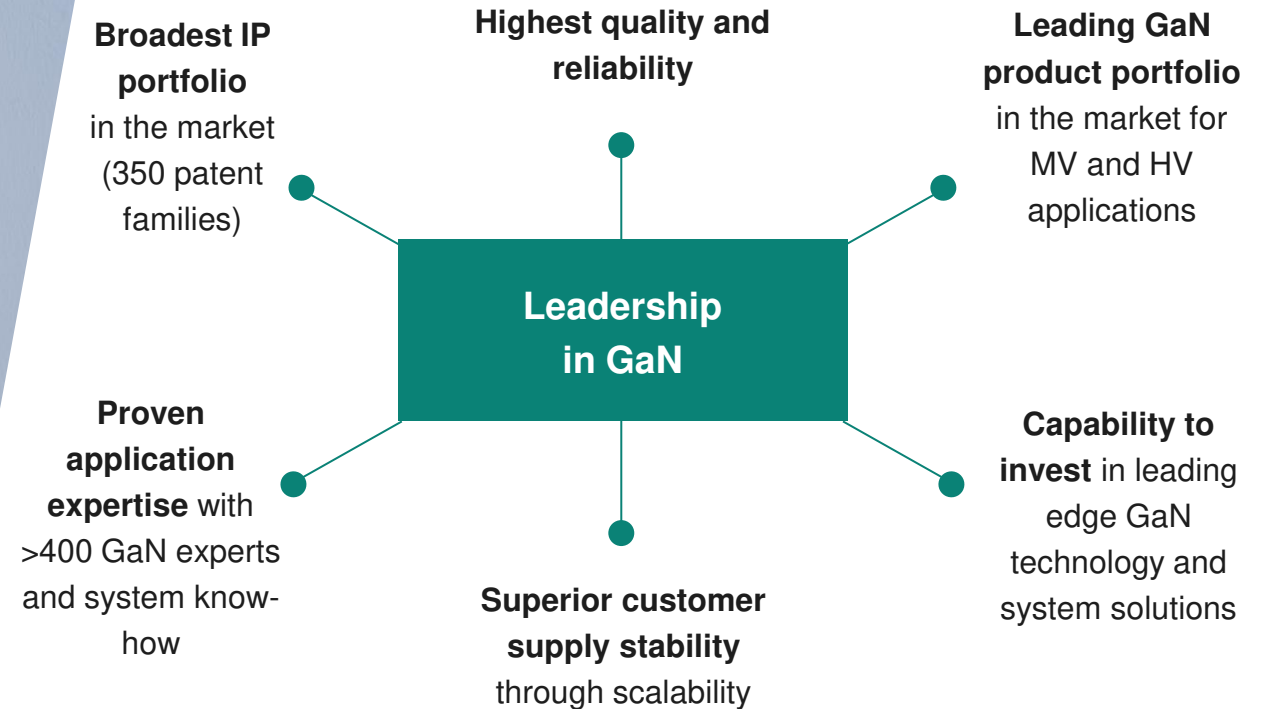 Broadest IP
portfolio
in the market
(350 patent
families)
Highest quality and
reliability
Leading GaN
product portfolio
in the market for
MV and HV
applications
Leadership
in GaN
Proven
application
expertise with
>400 GaN experts
and system know-
how
Superior customer
supply stability
through scalability
Capability to
invest in leading
edge GaN
technology and
system solutions